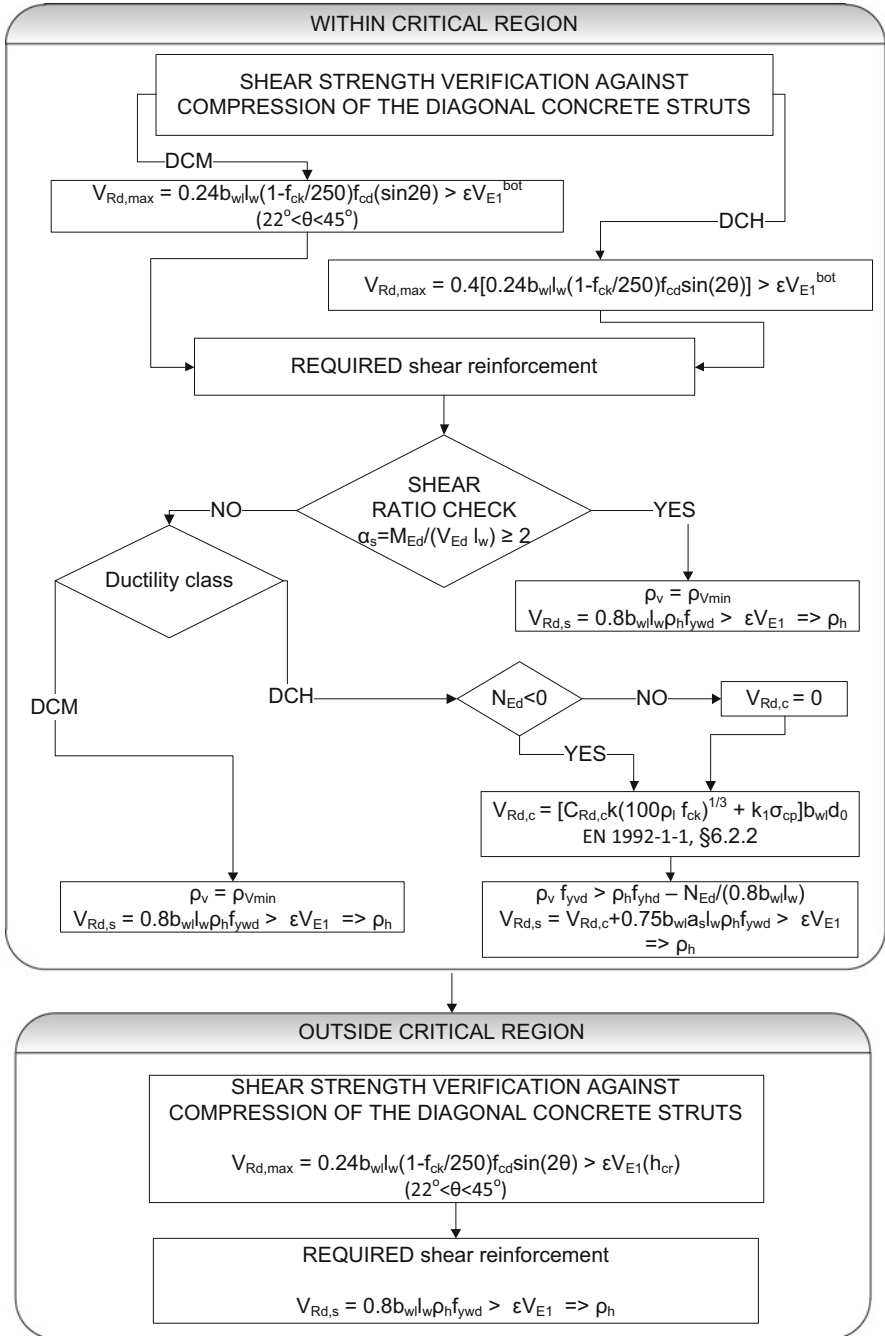 WITHIN CRITICAL REGION
SHEAR STRENGTH VERIFICATION AGAINST
COMPRESSION OF THE DIAGONAL CONCRETE STRUTS
DCM
V_Rd,max = 0.24b_wl l_w(1-f_ck/250)f_cd(sin2θ) > εV_E1^bot
(22°<θ<45°)
DCH
V_Rd,max = 0.4[0.24b_wl l_w(1-f_ck/250)f_cd sin(2θ)] > εV_E1^bot
REQUIRED shear reinforcement
SHEAR
RATIO CHECK
α_s=M_Ed/(V_Ed l_w) ≥ 2
NO
YES
Ductility class
ρ_v = ρ_Vmin
V_Rd,s = 0.8b_wl l_w ρ_h f_ywd > εV_E1 => ρ_h
DCM
DCH
N_Ed<0
NO
V_Rd,c = 0
YES
V_Rd,c = [C_Rd,c k(100ρ_l f_ck)^1/3 + k_1σ_cp]b_wl d_0
EN 1992-1-1, §6.2.2
ρ_v = ρ_Vmin
V_Rd,s = 0.8b_wl l_w ρ_h f_ywd > εV_E1 => ρ_h
ρ_v f_yvd > ρ_h f_yhd – N_Ed/(0.8b_wl l_w)
V_Rd,s = V_Rd,c+0.75b_wl a_s l_w ρ_h f_ywd > εV_E1
=> ρ_h
OUTSIDE CRITICAL REGION
SHEAR STRENGTH VERIFICATION AGAINST
COMPRESSION OF THE DIAGONAL CONCRETE STRUTS
V_Rd,max = 0.24b_wl l_w(1-f_ck/250)f_cd sin(2θ) > εV_E1(h_cr)
(22°<θ<45°)
REQUIRED shear reinforcement
V_Rd,s = 0.8b_wl l_w ρ_h f_ywd > εV_E1 => ρ_h